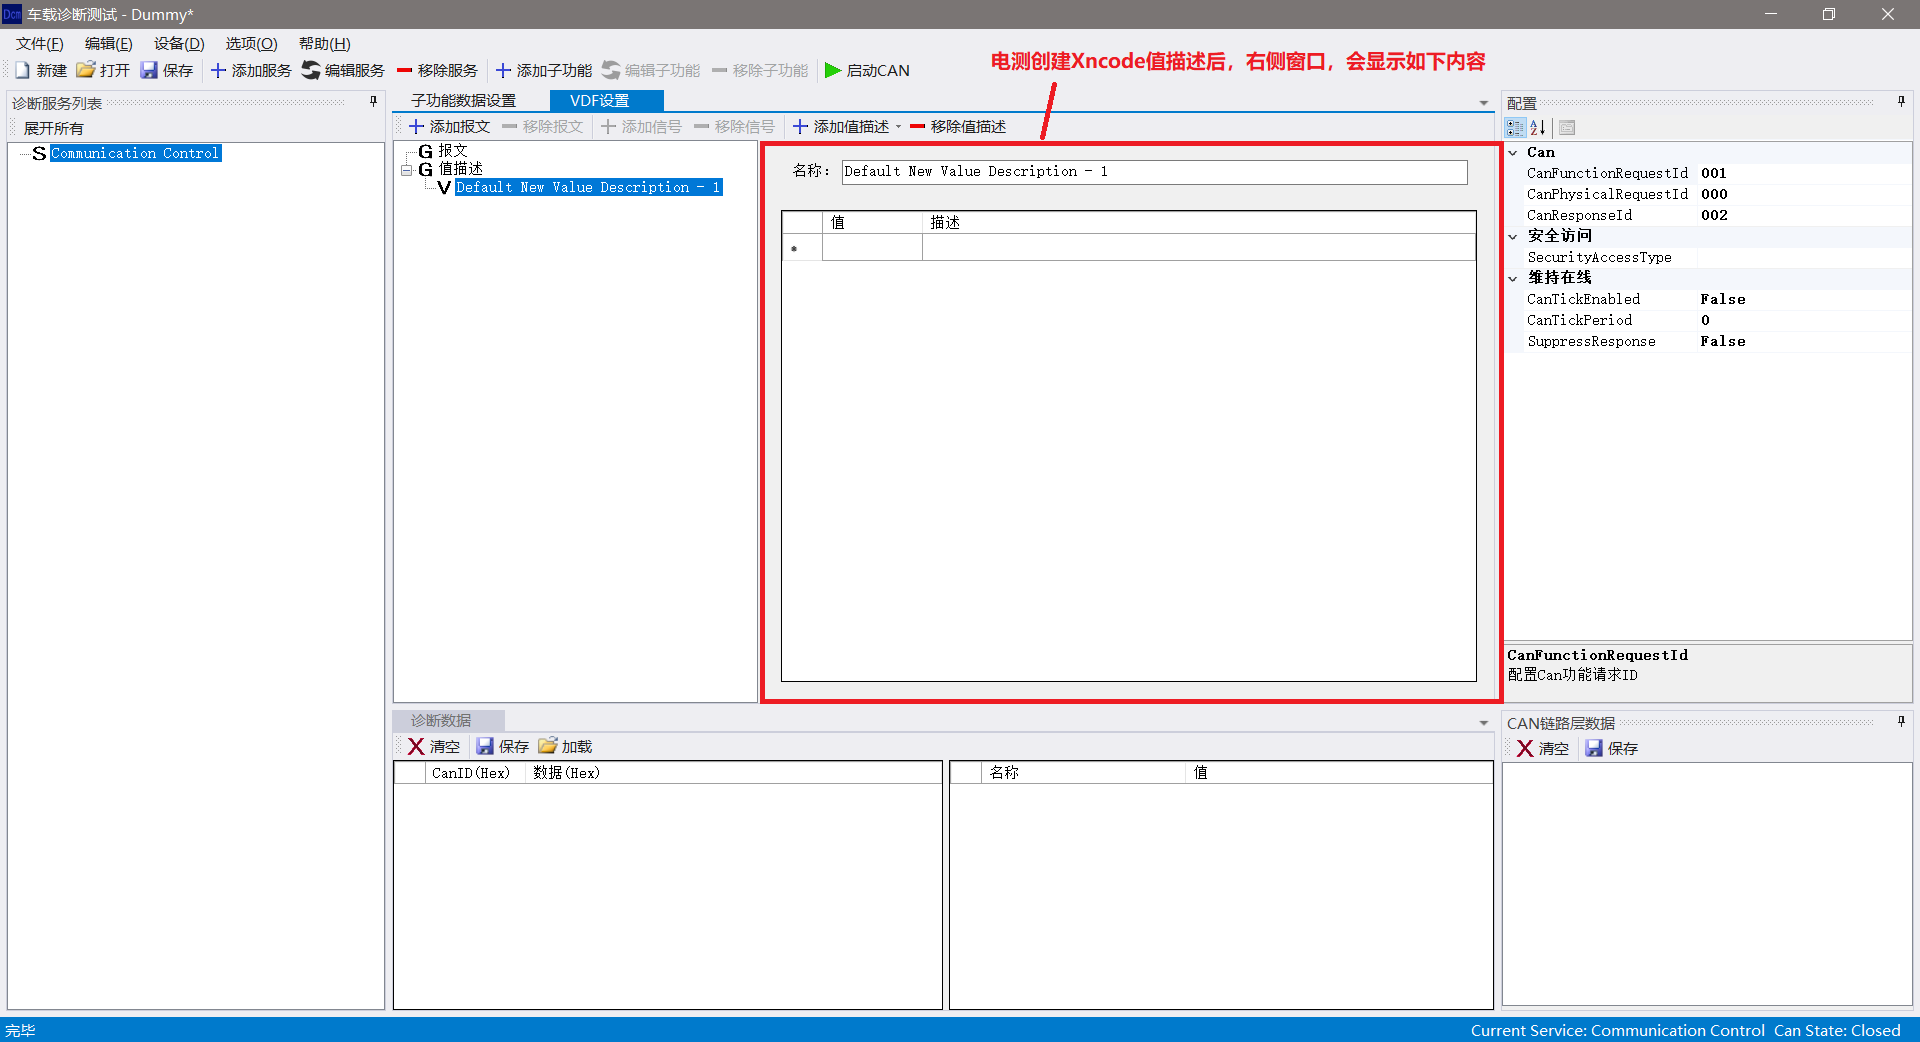 Dcm 车载诊断测试 - Dummy*
文件(F) 编辑(E) 设备(D) 选项(O) 帮助(H)
新建 打开 保存 添加服务 编辑服务 移除服务 添加子功能 编辑子功能 移除子功能 启动CAN
电测创建Xncode值描述后，右侧窗口，会显示如下内容
诊断服务列表
展开所有
S Communication Control
子功能数据设置 VDF设置
添加报文 移除报文 添加信号 移除信号 添加值描述 移除值描述
G 报文
G 值描述
V Default New Value Description - 1
名称： Default New Value Description - 1
值 描述
*
配置
Can
CanFunctionRequestId 001
CanPhysicalRequestId 000
CanResponseId 002
安全访问
SecurityAccessType
维持在线
CanTickEnabled False
CanTickPeriod 0
SuppressResponse False
CanFunctionRequestId
配置Can功能请求ID
诊断数据
清空 保存 加载
CanID(Hex) 数据(Hex)
名称 值
CAN链路层数据
清空 保存
完毕
Current Service: Communication Control Can State: Closed